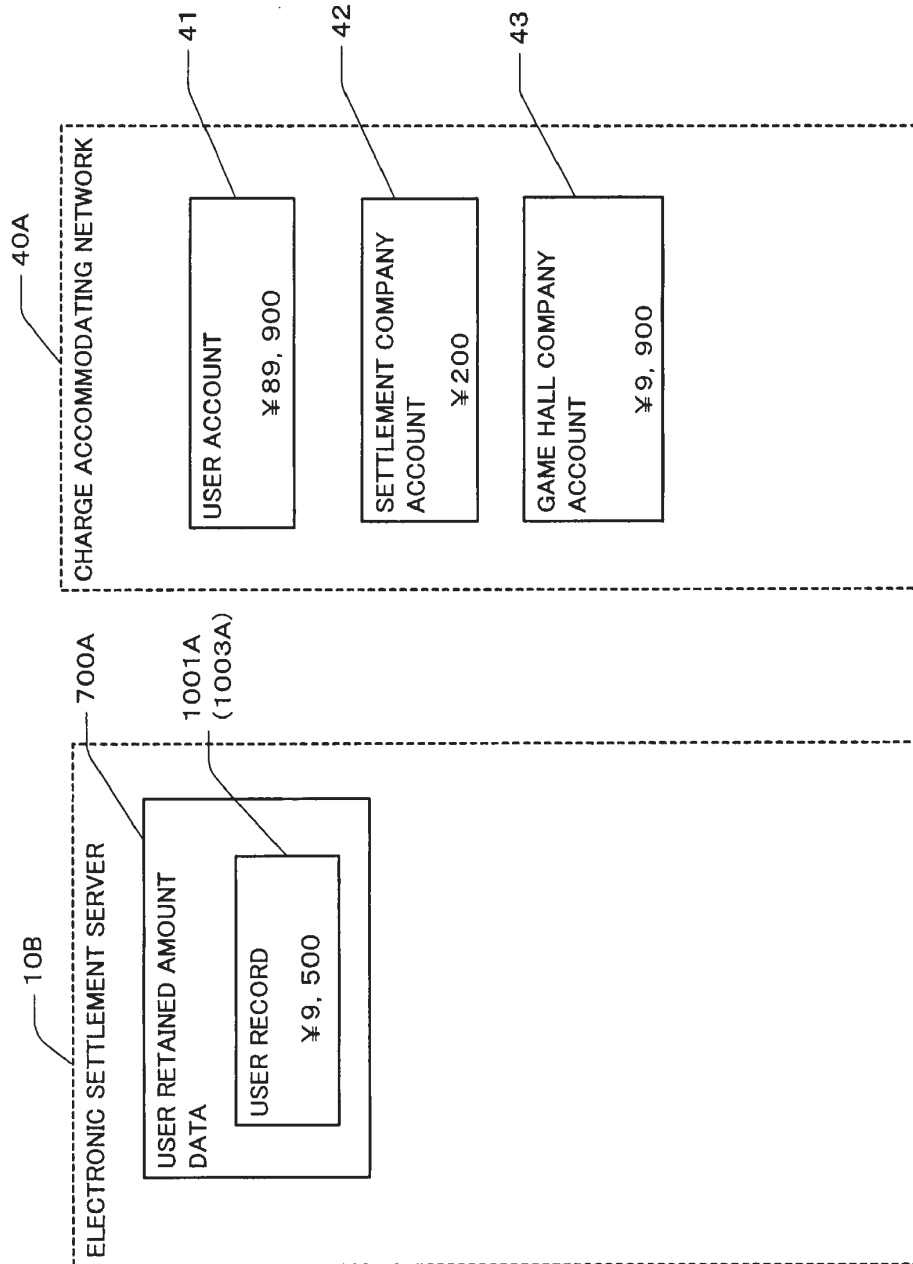 10B
ELECTRONIC SETTLEMENT SERVER
700A
USER RETAINED AMOUNT
DATA
1001A
(1003A)
USER RECORD
¥9, 500
40A
CHARGE ACCOMMODATING NETWORK
41
USER ACCOUNT
¥89, 900
42
SETTLEMENT COMPANY
ACCOUNT
¥200
43
GAME HALL COMPANY
ACCOUNT
¥9, 900